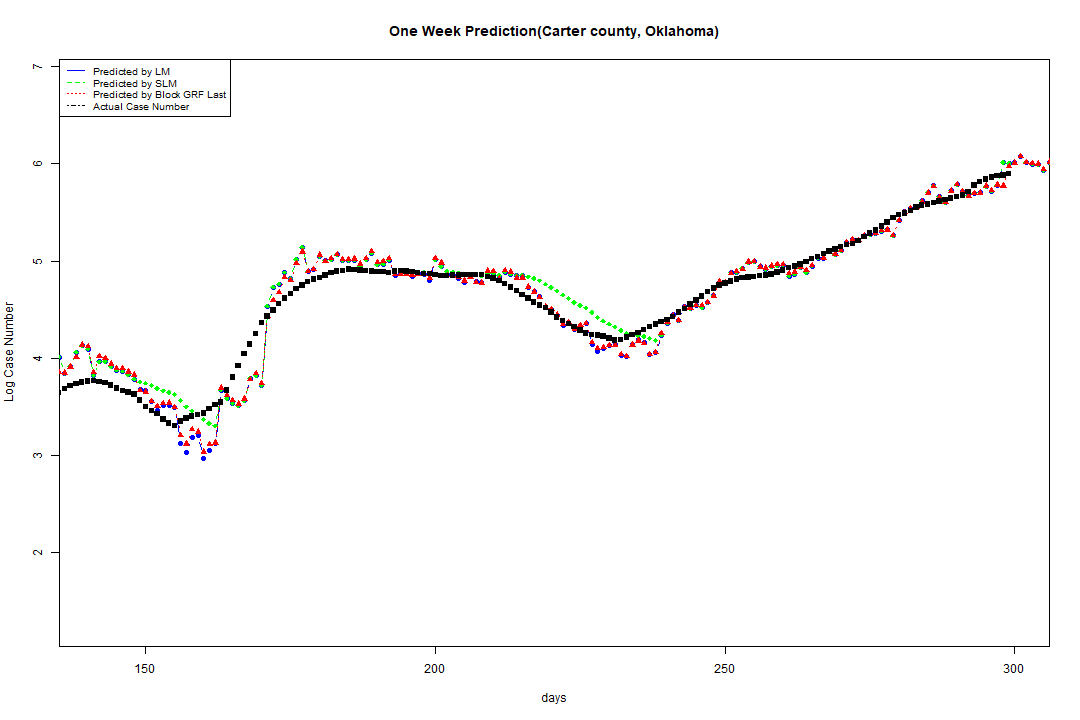 One Week Prediction(Carter county, Oklahoma)
Predicted by LM
Predicted by SLM
Predicted by Block GRF Last
Actual Case Number
7
6
5
4
3
2
Log Case Number
150
200
250
300
days